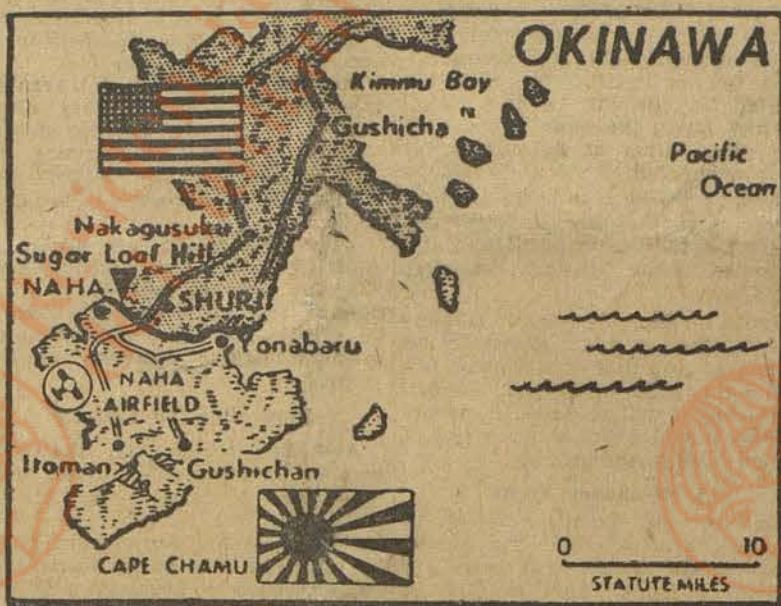 OKINAWA
Kimmu Bay
Gushicha
Pacific
Ocean
Nakagusuku
Sugar Loaf Hill
NAHA
SHURI
Yonabaru
NAHA
AIRFIELD
Itoman
Gushichan
CAPE CHAMU
0 10
STATUTE MILES